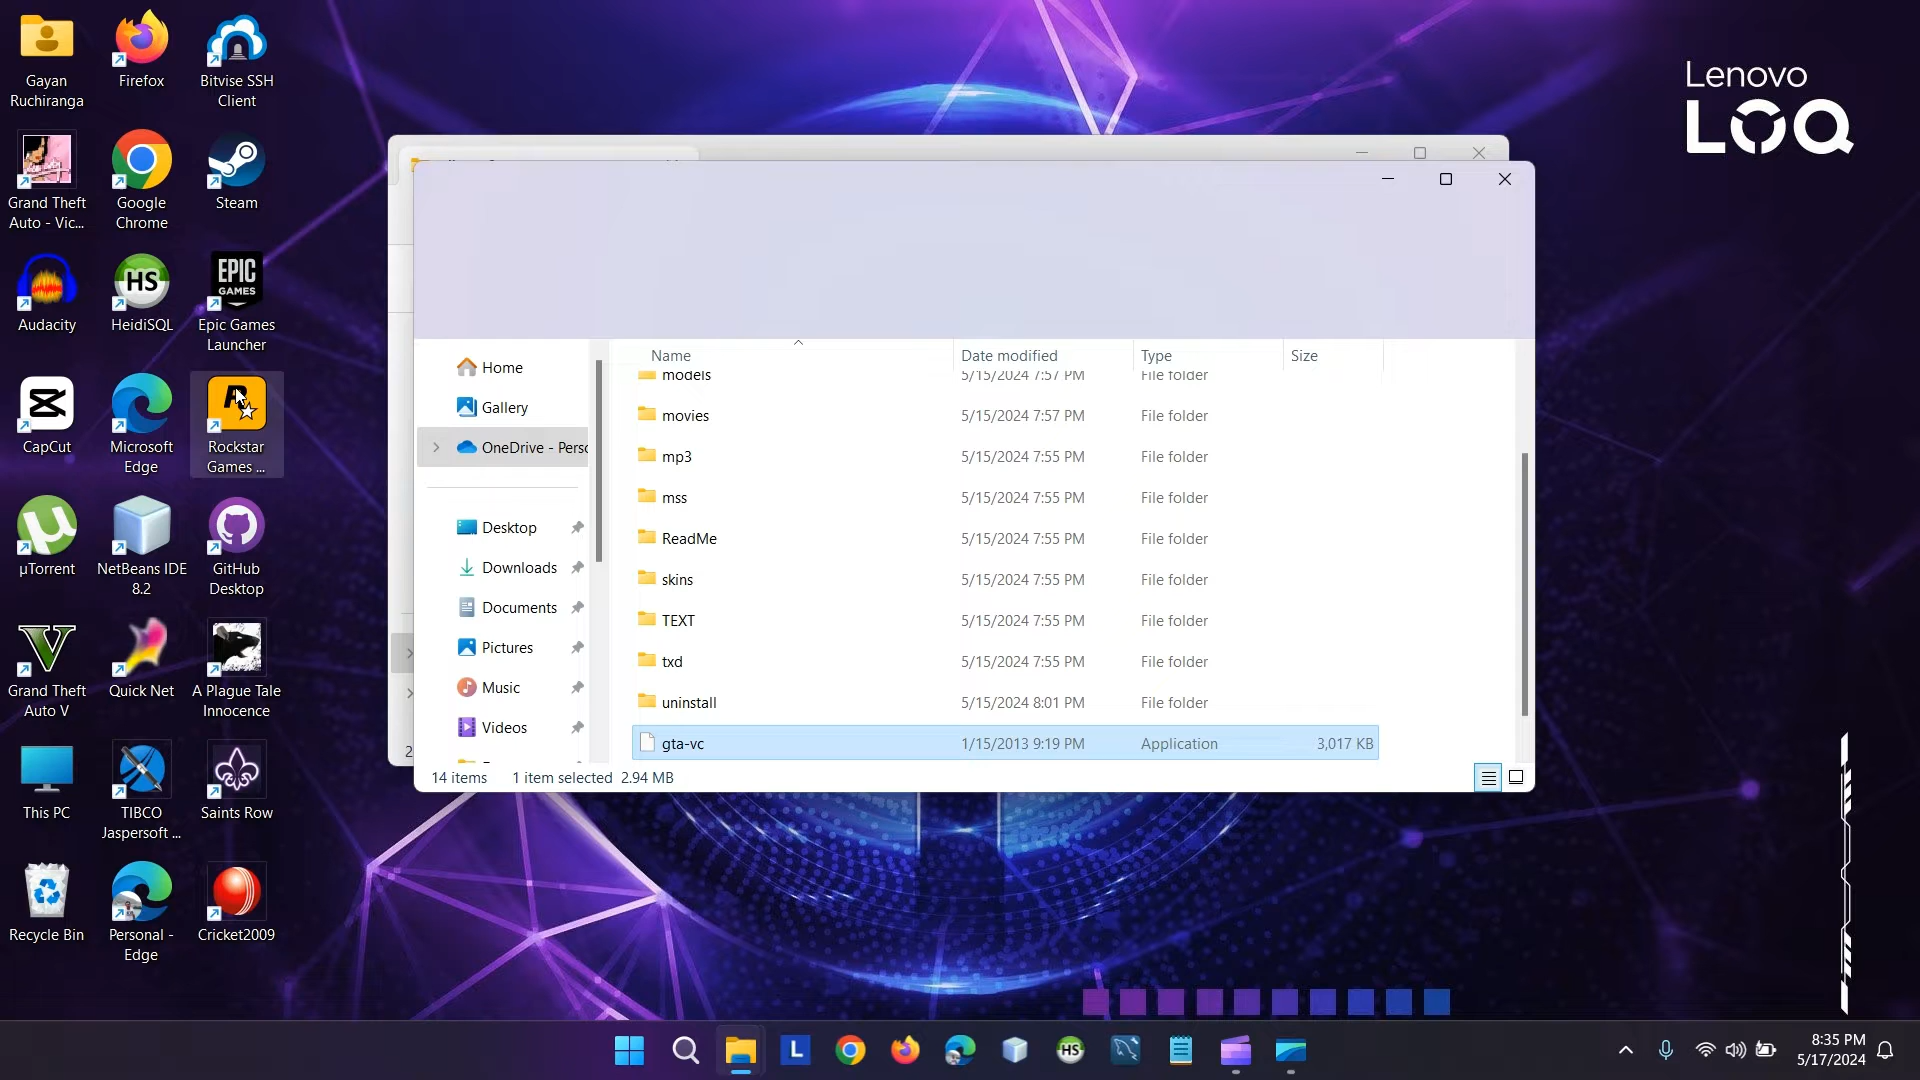 Gayan
Ruchiranga
Firefox
Bitvise SSH
Client
Grand Theft
Auto - Vic...
Google
Chrome
Steam
Audacity
HS
HeidiSQL
EPIC
GAMES
Epic Games
Launcher
CapCut
Microsoft
Edge
Rockstar
Games ...
µTorrent
NetBeans IDE
8.2
GitHub
Desktop
Grand Theft
Auto V
Quick Net
A Plague Tale
Innocence
This PC
TIBCO
Jaspersoft ...
Saints Row
Recycle Bin
Personal -
Edge
Cricket2009
Lenovo
LOQ
Home
Gallery
OneDrive - Perso
Desktop
Downloads
Documents
Pictures
Music
Videos
Name Date modified Type Size
models 5/15/2024 7:57 PM File folder
movies 5/15/2024 7:57 PM File folder
mp3 5/15/2024 7:55 PM File folder
mss 5/15/2024 7:55 PM File folder
ReadMe 5/15/2024 7:55 PM File folder
skins 5/15/2024 7:55 PM File folder
TEXT 5/15/2024 7:55 PM File folder
txd 5/15/2024 7:55 PM File folder
uninstall 5/15/2024 8:01 PM File folder
gta-vc 1/15/2013 9:19 PM Application 3,017 KB
2
14 items 1 item selected 2.94 MB
L
HS
8:35 PM
5/17/2024